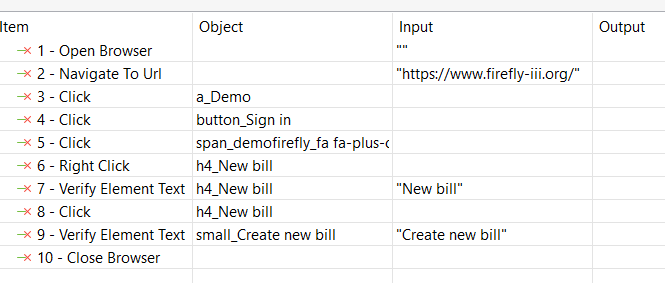 Item Object Input Output
1 - Open Browser ""
2 - Navigate To Url "https://www.firefly-iii.org/"
3 - Click a_Demo
4 - Click button_Sign in
5 - Click span_demofirefly_fa fa-plus-c
6 - Right Click h4_New bill
7 - Verify Element Text h4_New bill "New bill"
8 - Click h4_New bill
9 - Verify Element Text small_Create new bill "Create new bill"
10 - Close Browser